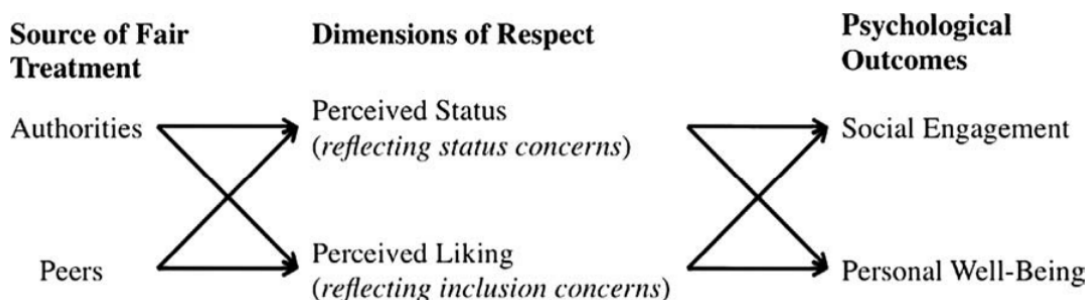 Source of Fair
Treatment
Dimensions of Respect
Psychological
Outcomes
Authorities
Perceived Status
(reflecting status concerns)
Social Engagement
Peers
Perceived Liking
(reflecting inclusion concerns)
Personal Well-Being